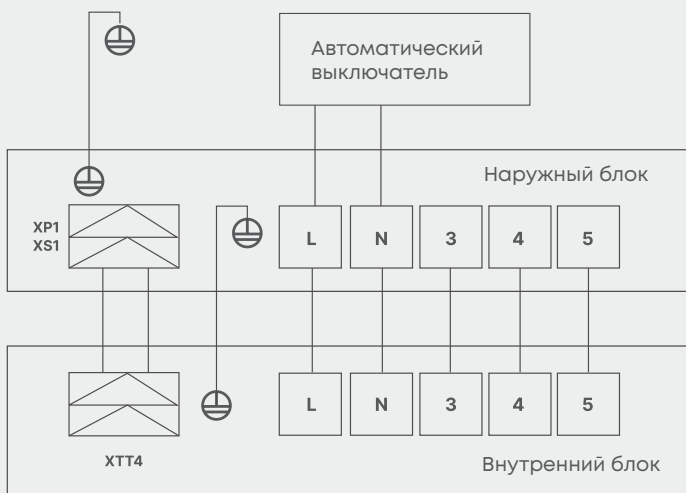 Автоматический
выключатель
Наружный блок
XP1
XS1
L N 3 4 5
L N 3 4 5
XTT4
Внутренний блок